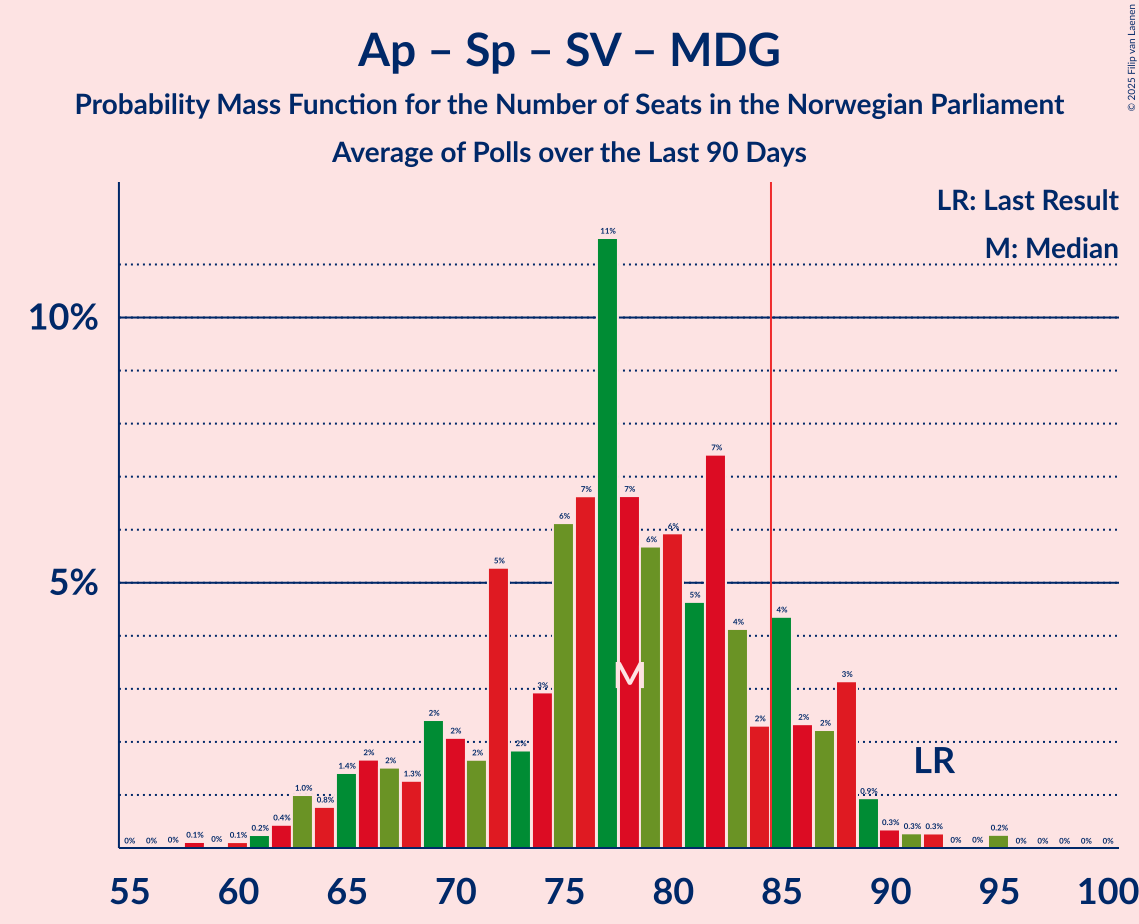 Ap – Sp – SV – MDG
Probability Mass Function for the Number of Seats in the Norwegian Parliament
Average of Polls over the Last 90 Days
© 2025 Filip van Laenen
LR: Last Result
M: Median
10%
5%
0% 0% 0% 0.1% 0% 0.1% 0.2% 0.4% 1.0% 0.8% 1.4% 2% 2% 1.3% 2% 2% 2% 5% 2% 3% 6% 7% 11% 7% 6% 6% 5% 7% 4% 2% 4% 2% 2% 3% 0.9% 0.3% 0.3% 0.3% 0% 0% 0.2% 0% 0% 0% 0% 0%
M
LR
55 60 65 70 75 80 85 90 95 100